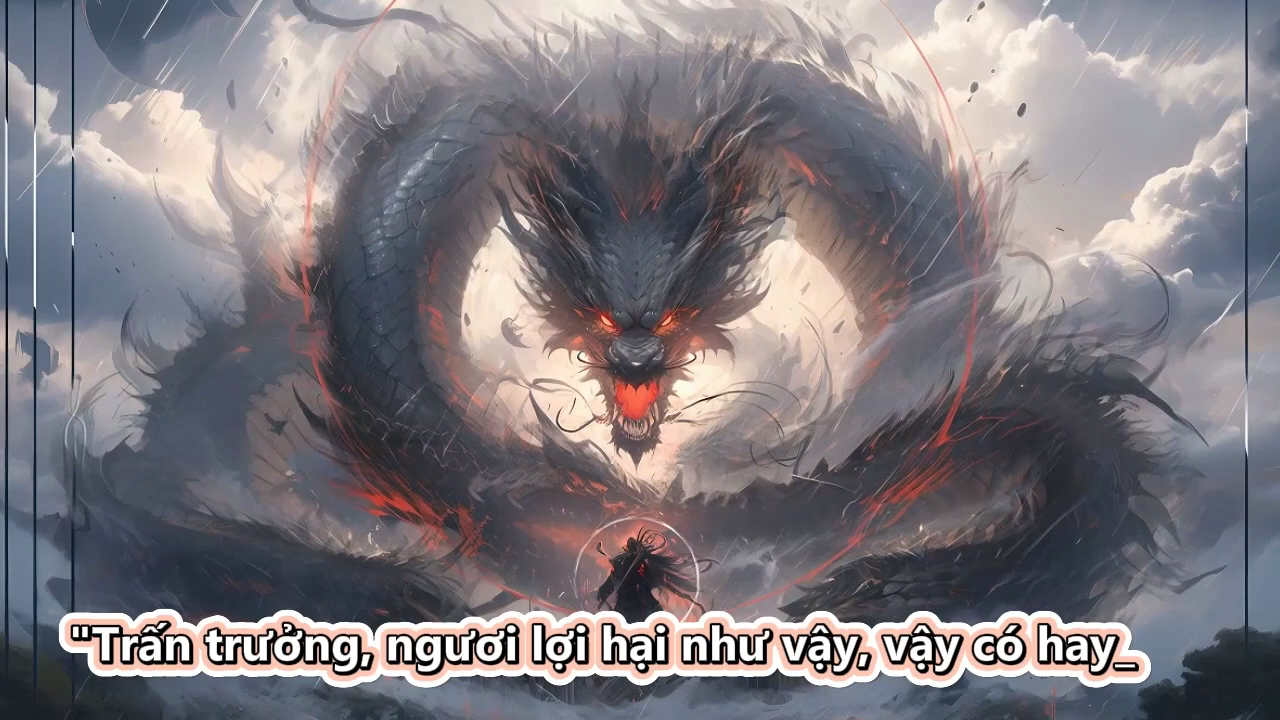 "Trấn trưởng, ngươi lợi hại như vậy, vậy có hay_